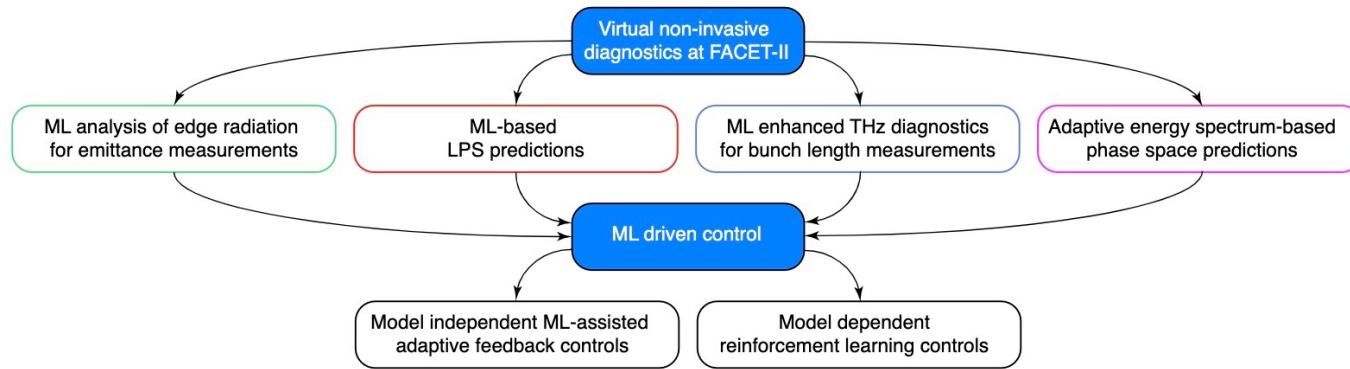 Virtual non-invasive
diagnostics at FACET-II
ML analysis of edge radiation
for emittance measurements
ML-based
LPS predictions
ML enhanced THz diagnostics
for bunch length measurements
Adaptive energy spectrum-based
phase space predictions
ML driven control
Model independent ML-assisted
adaptive feedback controls
Model dependent
reinforcement learning controls